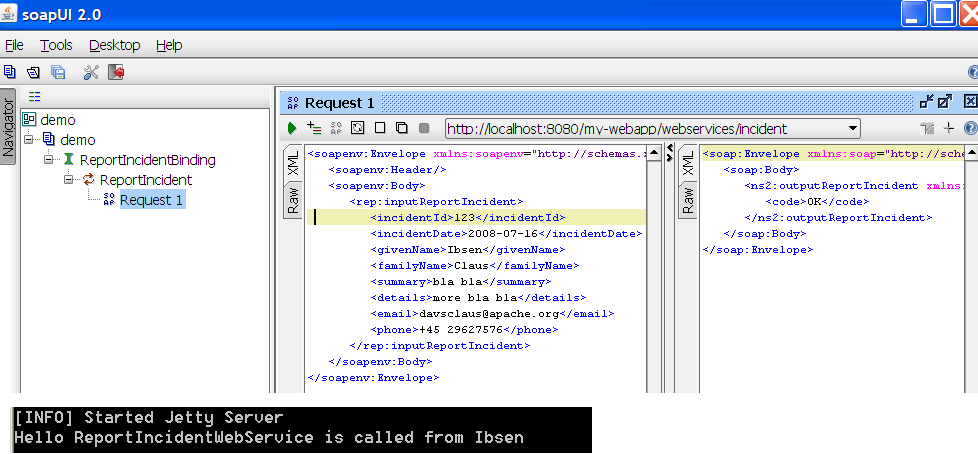 soapUI 2.0
File Tools Desktop Help
Navigator
demo
demo
ReportIncidentBinding
ReportIncident
Request 1
Request 1
http://localhost:8080/my-webapp/webservices/incident
XML
Raw
<soapenv:Envelope xmlns:soapenv="http://schemas.
<soapenv:Header/>
<soapenv:Body>
<rep:inputReportIncident>
<incidentId>123</incidentId>
<incidentDate>2008-07-16</incidentDate>
<givenName>Ibsen</givenName>
<familyName>Claus</familyName>
<summary>bla bla</summary>
<details>more bla bla</details>
<email>davsclaus@apache.org</email>
<phone>+45 29627576</phone>
</rep:inputReportIncident>
</soapenv:Body>
</soapenv:Envelope>
XML
Raw
<soap:Envelope xmlns:soap="http://sche
<soap:Body>
<ns2:outputReportIncident xmlns:
<code>OK</code>
</ns2:outputReportIncident>
</soap:Body>
</soap:Envelope>
[INFO] Started Jetty Server
Hello ReportIncidentWebService is called from Ibsen